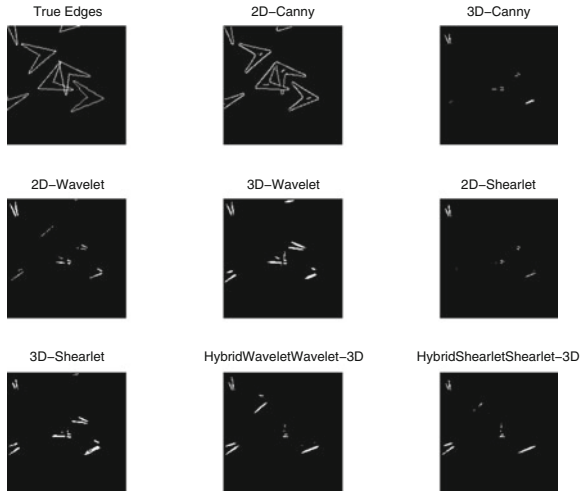 True Edges
2D−Canny
3D−Canny
2D−Wavelet
3D−Wavelet
2D−Shearlet
3D−Shearlet
HybridWaveletWavelet−3D
HybridShearletShearlet−3D